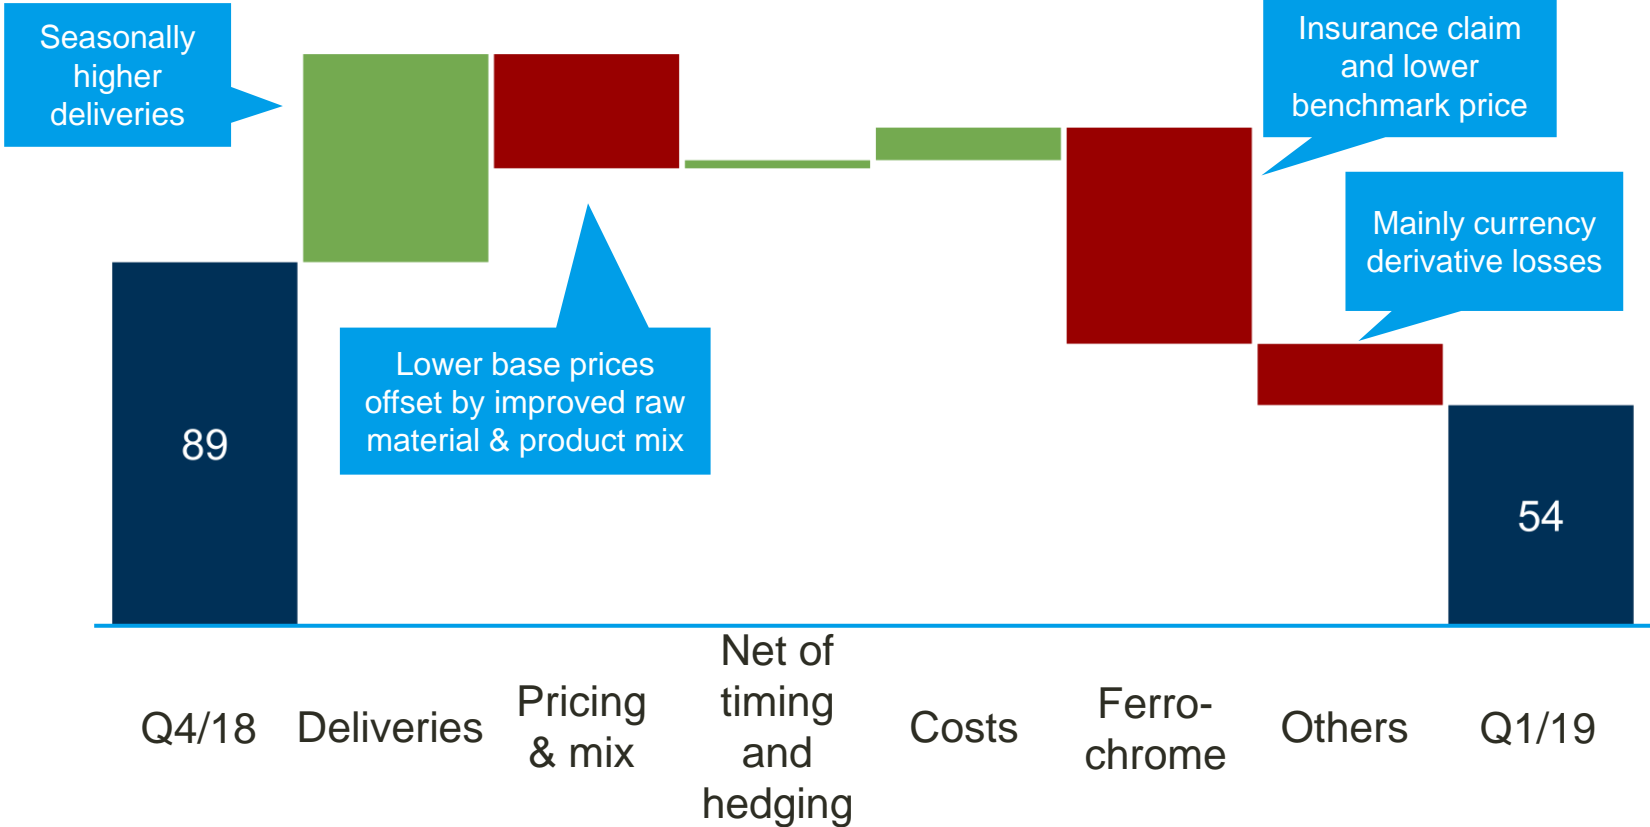 Seasonally
higher
deliveries
Insurance claim
and lower
benchmark price
Mainly currency
derivative losses
Lower base prices
offset by improved raw
material & product mix
89
54
Q4/18
Deliveries
Pricing
& mix
Net of
timing
and
hedging
Costs
Ferro-
chrome
Others
Q1/19